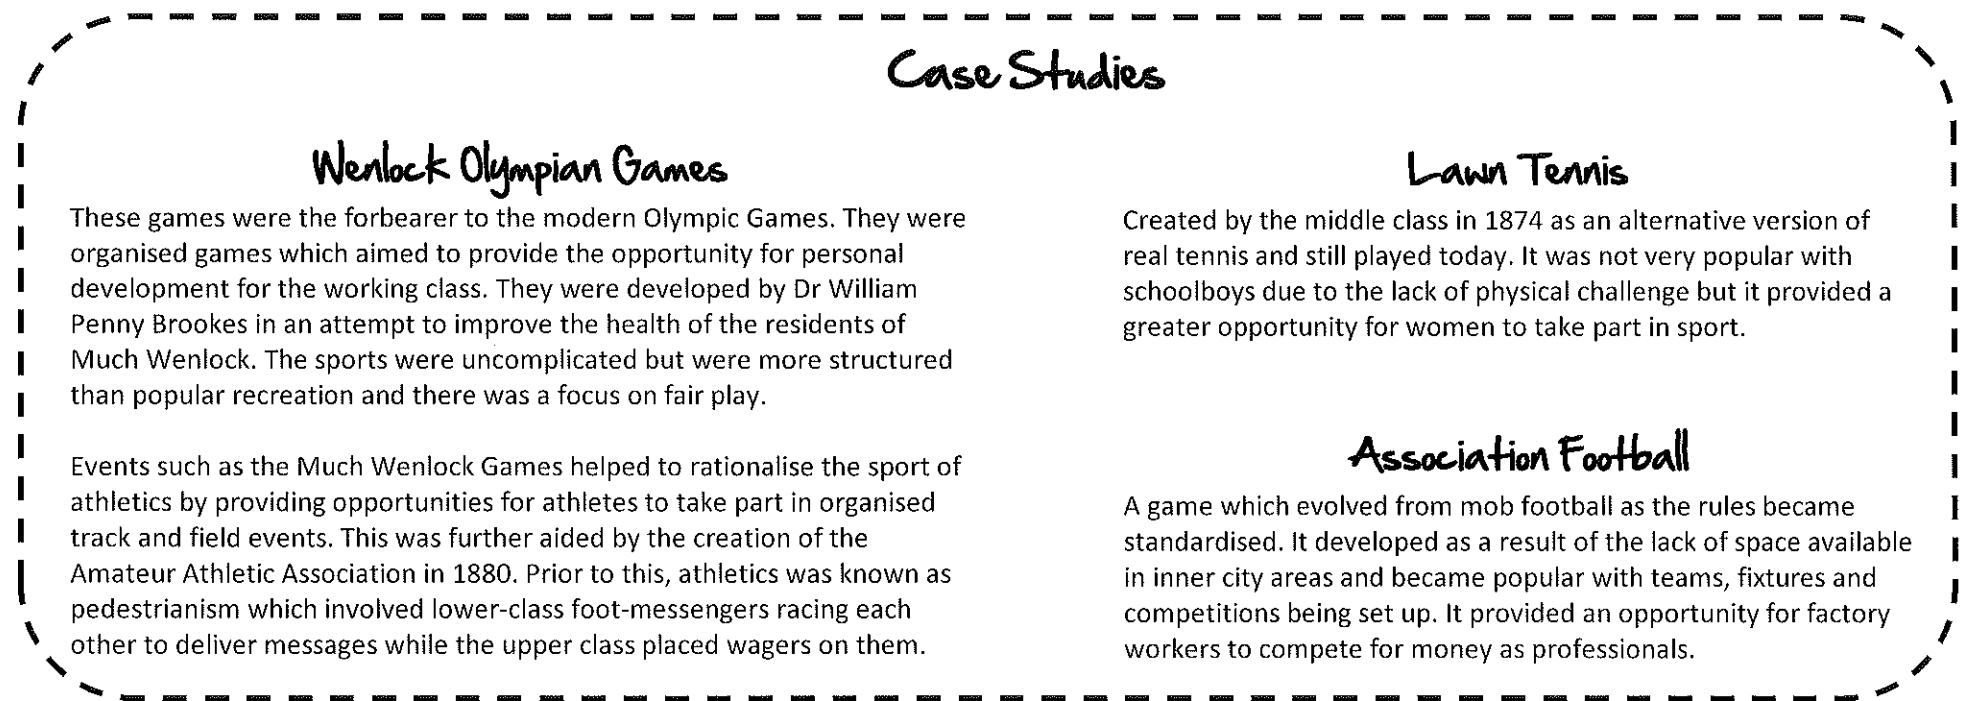 Case Studies
Wenlock Olympian Games
These games were the forbearer to the modern Olympic Games. They were
organised games which aimed to provide the opportunity for personal
development for the working class. They were developed by Dr William
Penny Brookes in an attempt to improve the health of the residents of
Much Wenlock. The sports were uncomplicated but were more structured
than popular recreation and there was a focus on fair play.
Events such as the Much Wenlock Games helped to rationalise the sport of
athletics by providing opportunities for athletes to take part in organised
track and field events. This was further aided by the creation of the
Amateur Athletic Association in 1880. Prior to this, athletics was known as
pedestrianism which involved lower-class foot-messengers racing each
other to deliver messages while the upper class placed wagers on them.
Lawn Tennis
Created by the middle class in 1874 as an alternative version of
real tennis and still played today. It was not very popular with
schoolboys due to the lack of physical challenge but it provided a
greater opportunity for women to take part in sport.
Association Football
A game which evolved from mob football as the rules became
standardised. It developed as a result of the lack of space available
in inner city areas and became popular with teams, fixtures and
competitions being set up. It provided an opportunity for factory
workers to compete for money as professionals.